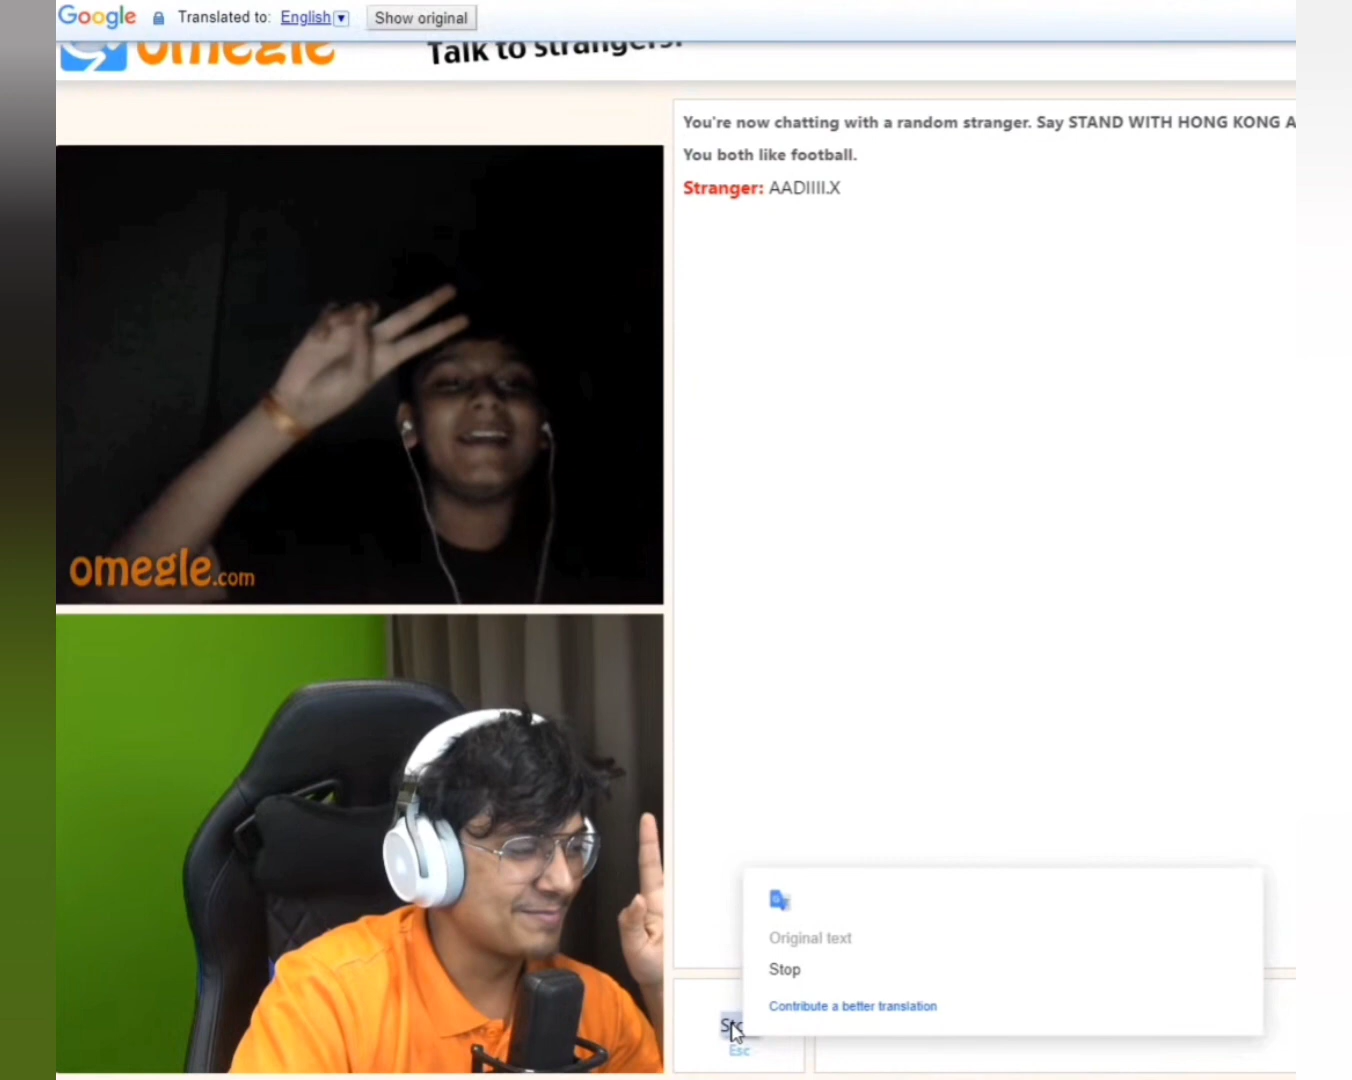 Google Translated to: English Show original
omegle Talk to strangers!
You're now chatting with a random stranger. Say STAND WITH HONG KONG A
You both like football.
Stranger: AADIIII.X
omegle.com
Original text
Stop
Contribute a better translation
Esc